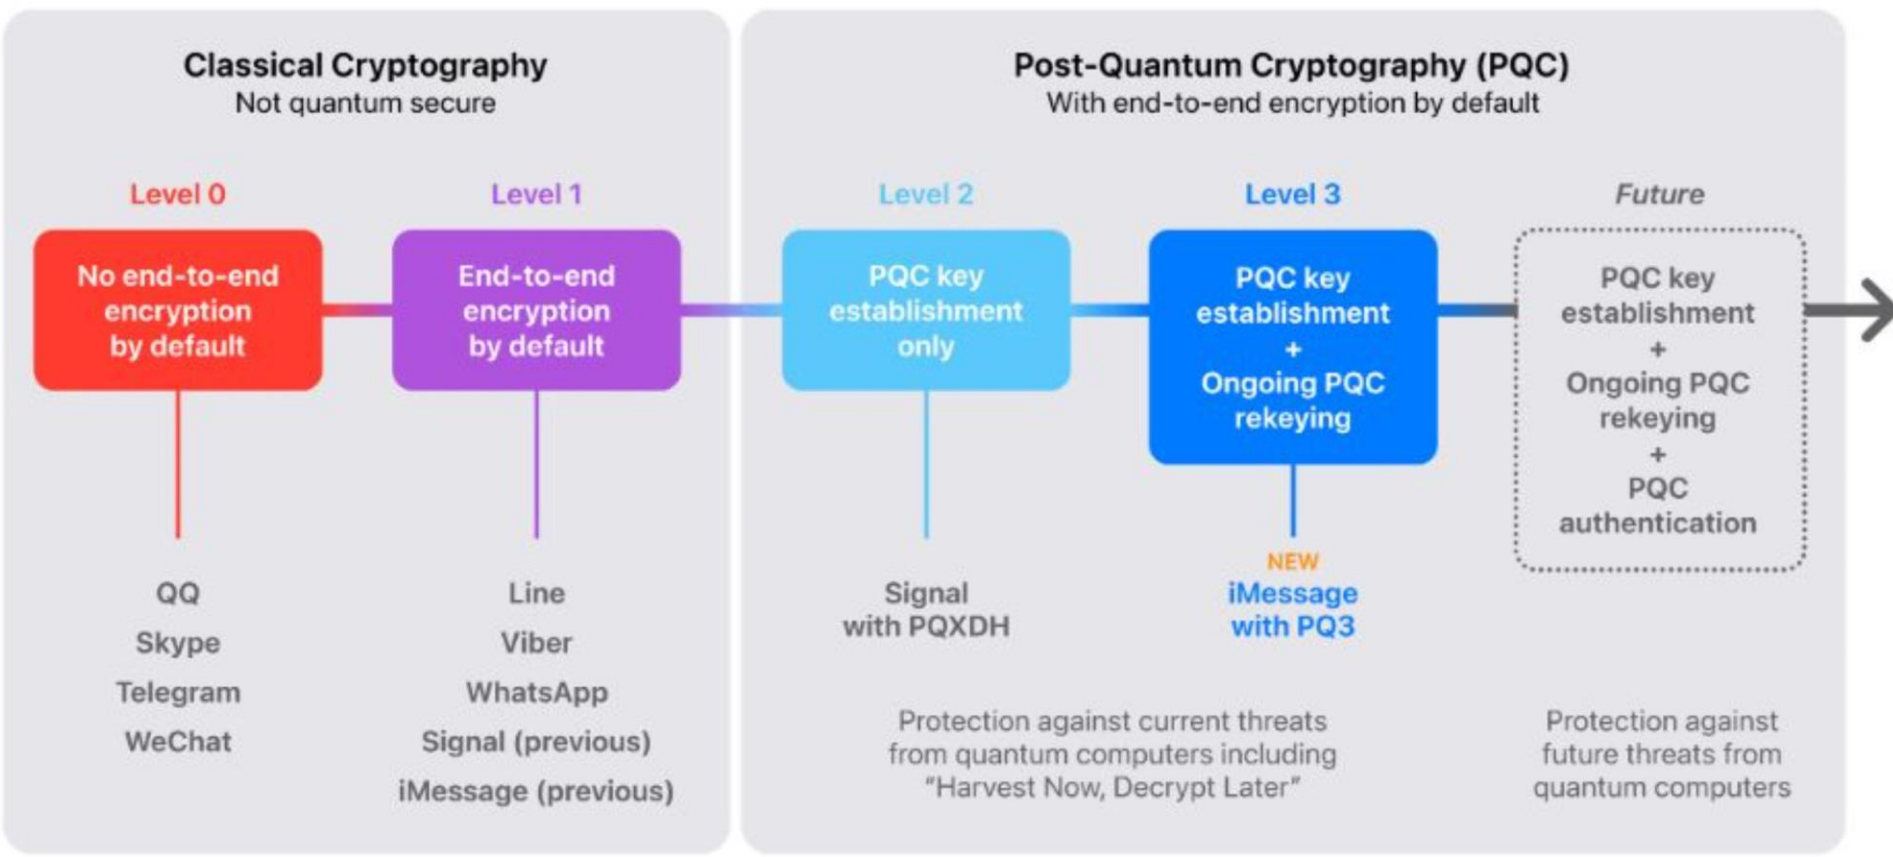 Classical Cryptography
Not quantum secure
Level 0
No end-to-end
encryption
by default
QQ
Skype
Telegram
WeChat
Level 1
End-to-end
encryption
by default
Line
Viber
WhatsApp
Signal (previous)
iMessage (previous)
Post-Quantum Cryptography (PQC)
With end-to-end encryption by default
Level 2
PQC key
establishment
only
Signal
with PQXDH
Level 3
PQC key
establishment
+
Ongoing PQC
rekeying
NEW
iMessage
with PQ3
Protection against current threats
from quantum computers including
“Harvest Now, Decrypt Later”
Future
PQC key
establishment
+
Ongoing PQC
rekeying
+
PQC
authentication
Protection against
future threats from
quantum computers